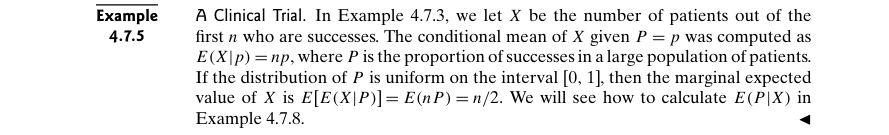 Example A Clinical Trial. In Example 4.7.3, we let X be the number of patients out of the
4.7.5 first n who are successes. The conditional mean of X given P = p was computed as
E(X|p) = np, where P is the proportion of successes in a large population of patients.
If the distribution of P is uniform on the interval [0, 1], then the marginal expected
value of X is E[E(X|P)] = E(nP) = n/2. We will see how to calculate E(P|X) in
Example 4.7.8. ◄